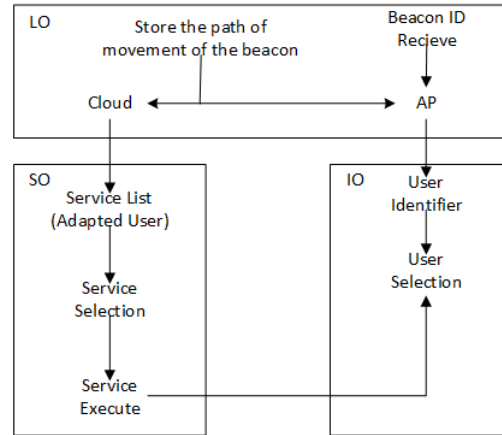 LO
Store the path of
movement of the beacon
Beacon ID
Recieve
Cloud
AP
SO
Service List
(Adapted User)
Service
Selection
Service
Execute
IO
User
Identifier
User
Selection